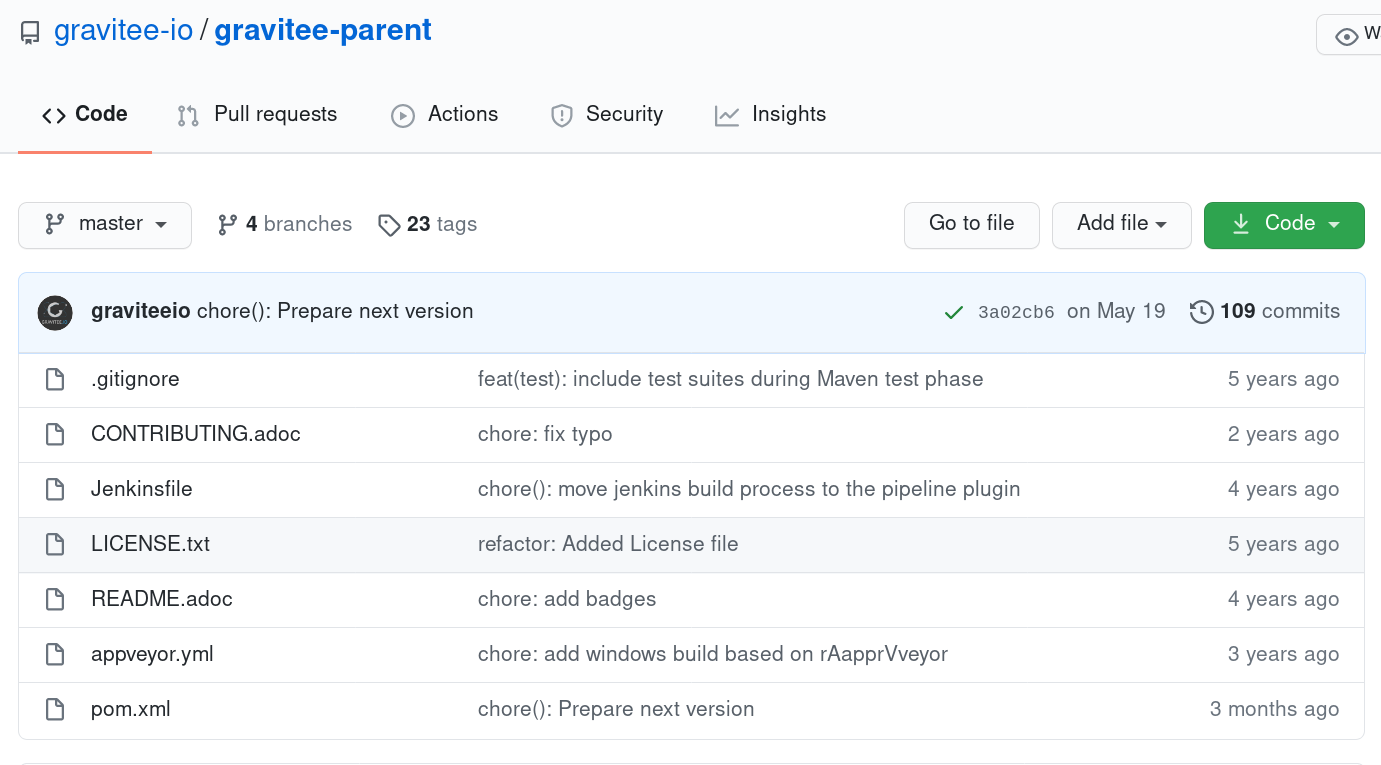 gravitee-io / gravitee-parent
Code Pull requests Actions Security Insights
master 4 branches 23 tags Go to file Add file Code
graviteeio chore(): Prepare next version 3a02cb6 on May 19 109 commits
.gitignore feat(test): include test suites during Maven test phase 5 years ago
CONTRIBUTING.adoc chore: fix typo 2 years ago
Jenkinsfile chore(): move jenkins build process to the pipeline plugin 4 years ago
LICENSE.txt refactor: Added License file 5 years ago
README.adoc chore: add badges 4 years ago
appveyor.yml chore: add windows build based on rAapprVveyor 3 years ago
pom.xml chore(): Prepare next version 3 months ago